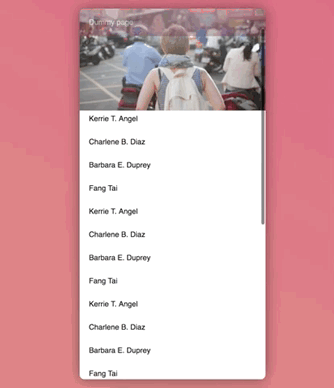 Dummy page
Kerrie T. Angel
Charlene B. Diaz
Barbara E. Duprey
Fang Tai
Kerrie T. Angel
Charlene B. Diaz
Barbara E. Duprey
Fang Tai
Kerrie T. Angel
Charlene B. Diaz
Barbara E. Duprey
Fang Tai